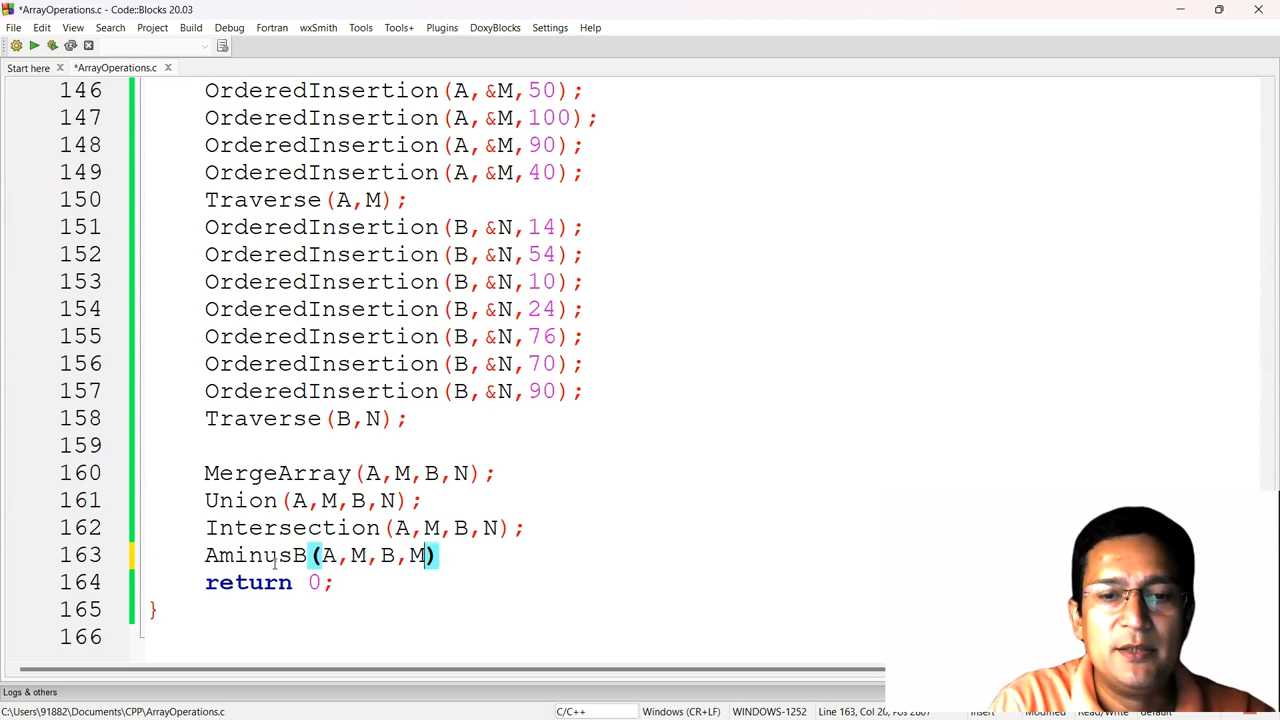 *ArrayOperations.c - Code::Blocks 20.03
File Edit View Search Project Build Debug Fortran wxSmith Tools Tools+ Plugins DoxyBlocks Settings Help
Start here *ArrayOperations.c
146 OrderedInsertion(A,&M,50);
147 OrderedInsertion(A,&M,100);
148 OrderedInsertion(A,&M,90);
149 OrderedInsertion(A,&M,40);
150 Traverse(A,M);
151 OrderedInsertion(B,&N,14);
152 OrderedInsertion(B,&N,54);
153 OrderedInsertion(B,&N,10);
154 OrderedInsertion(B,&N,24);
155 OrderedInsertion(B,&N,76);
156 OrderedInsertion(B,&N,70);
157 OrderedInsertion(B,&N,90);
158 Traverse(B,N);
159
160 MergeArray(A,M,B,N);
161 Union(A,M,B,N);
162 Intersection(A,M,B,N);
163 AminusB(A,M,B,M)
164 return 0;
165 }
166
Logs & others
C:\Users\91882\Documents\CPP\ArrayOperations.c C/C++ Windows (CR+LF) WINDOWS-1252 Line 163, Col 20, Pos 2807 Insert Modified Read/Write default